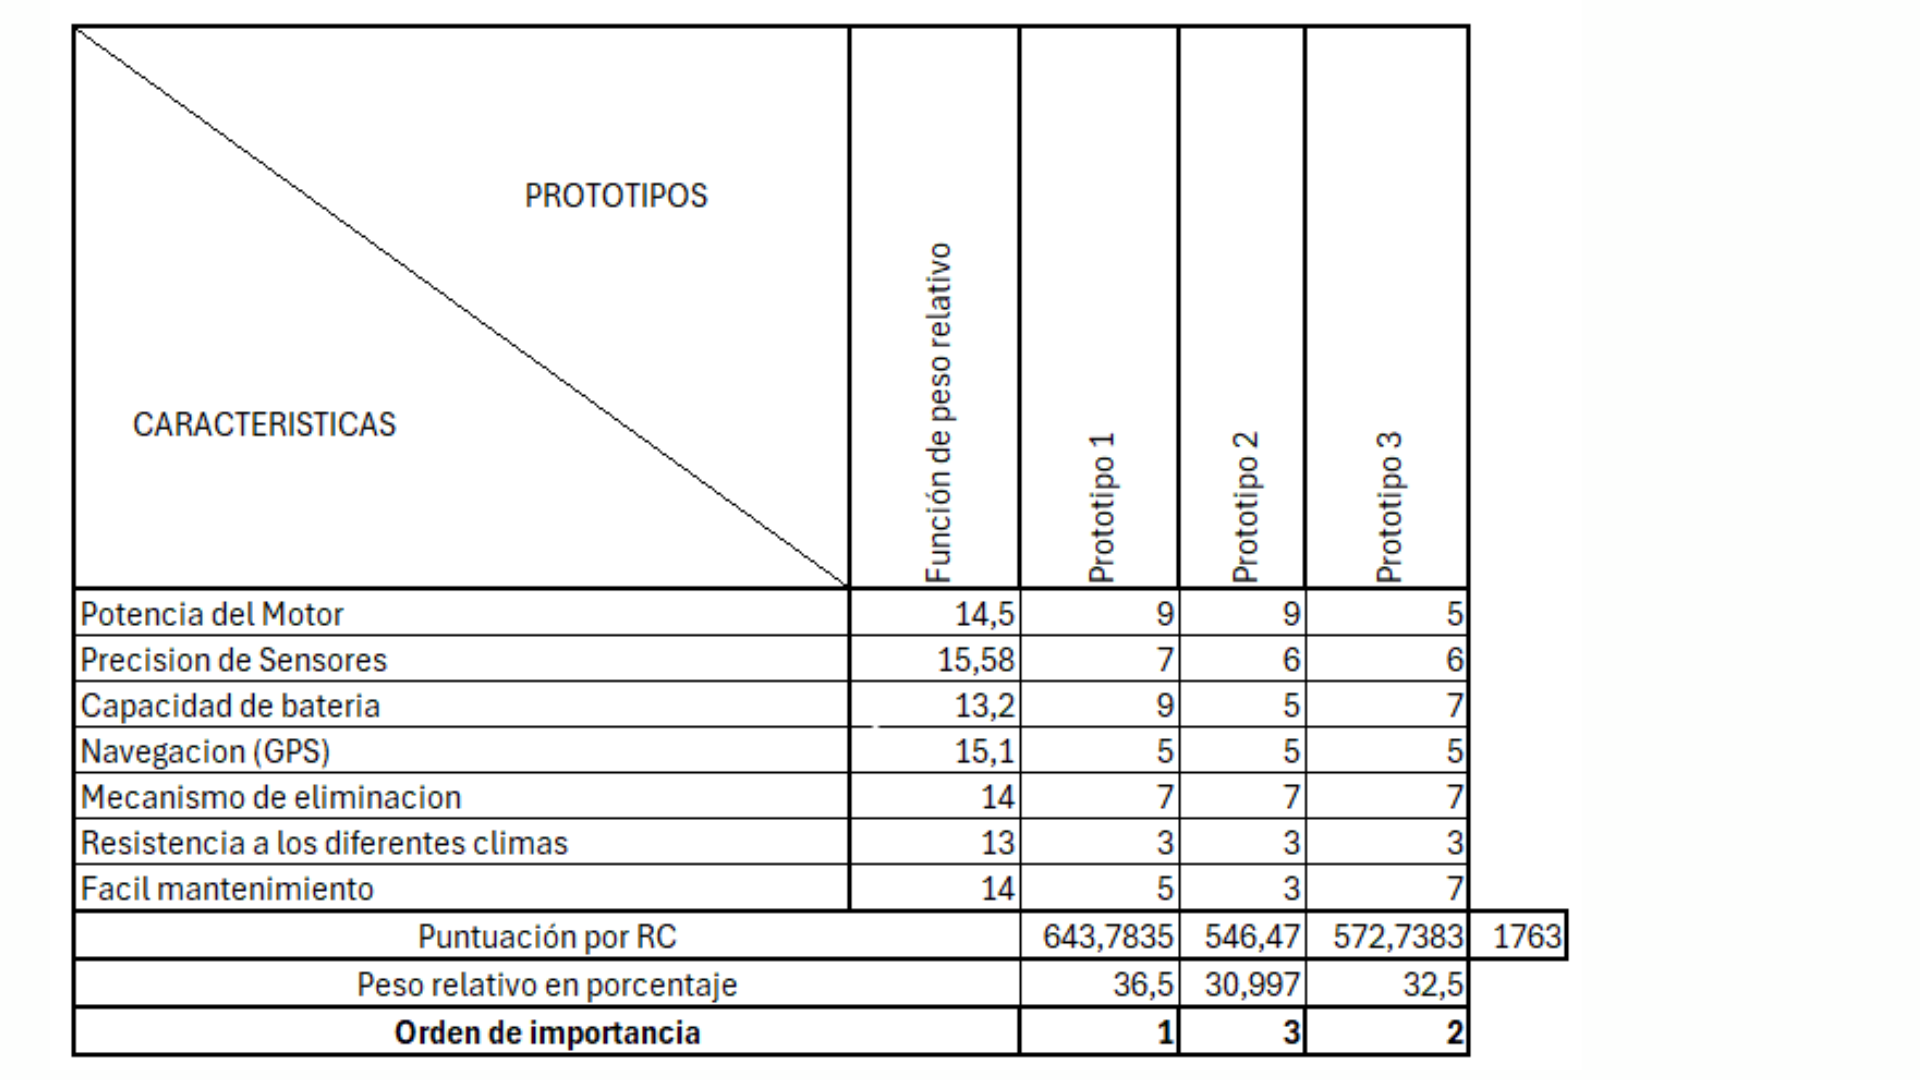 PROTOTIPOS
CARACTERISTICAS
Función de peso relativo
Prototipo 1
Prototipo 2
Prototipo 3
Potencia del Motor 14,5 9 9 5
Precision de Sensores 15,58 7 6 6
Capacidad de bateria 13,2 9 5 7
Navegacion (GPS) 15,1 5 5 5
Mecanismo de eliminacion 14 7 7 7
Resistencia a los diferentes climas 13 3 3 3
Facil mantenimiento 14 5 3 7
Puntuación por RC 643,7835 546,47 572,7383 1763
Peso relativo en porcentaje 36,5 30,997 32,5
Orden de importancia 1 3 2